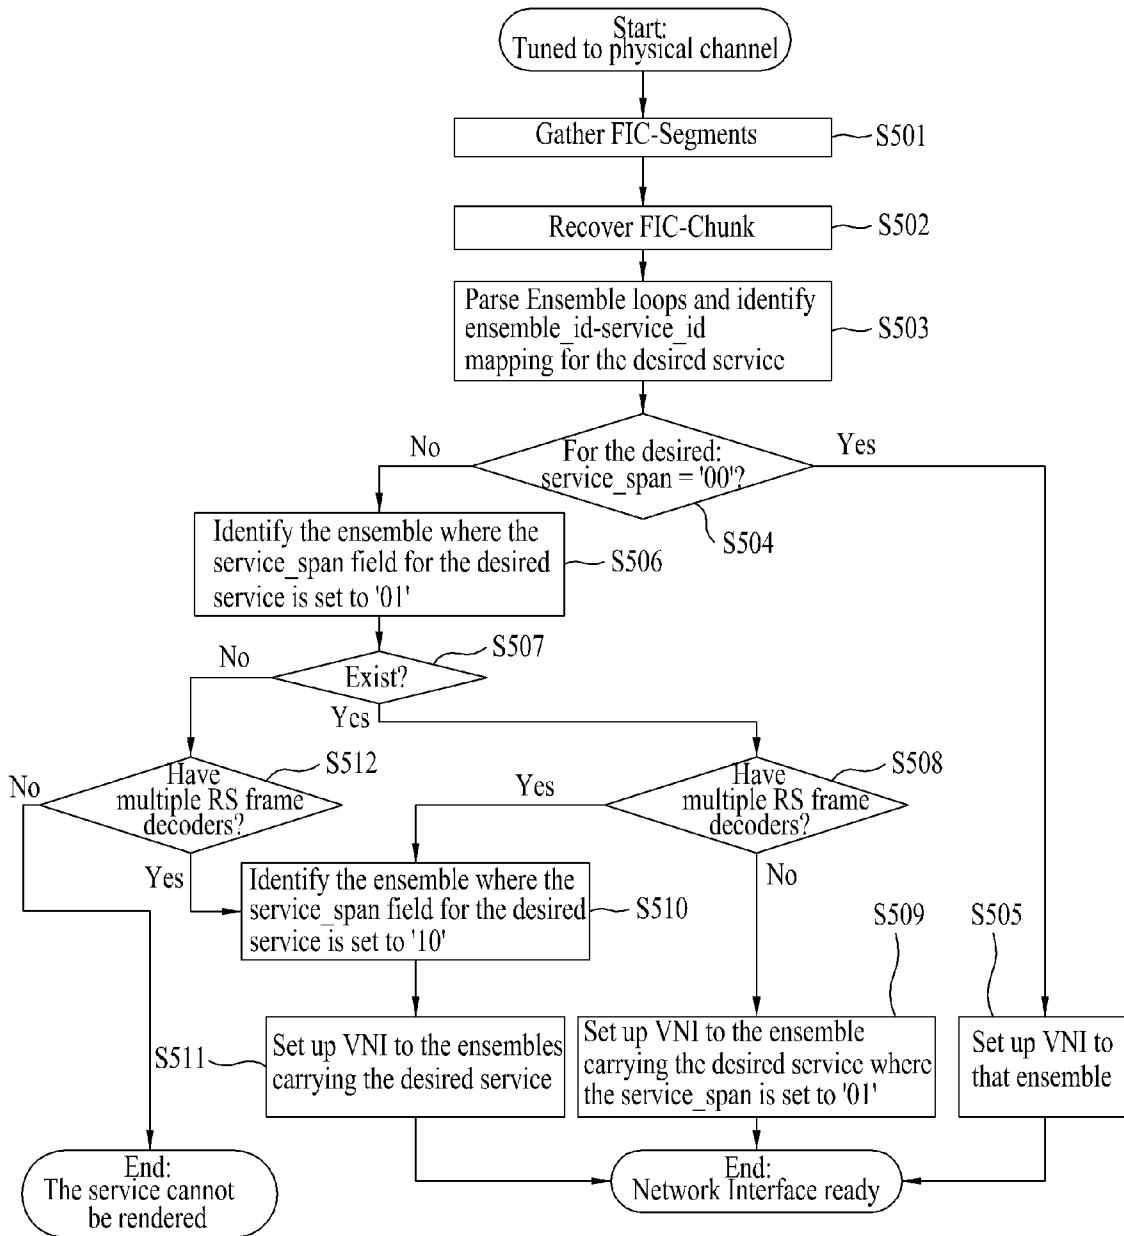 Start:
Tuned to physical channel
Gather FIC-Segments
S501
Recover FIC-Chunk
S502
Parse Ensemble loops and identify
ensemble_id-service_id
mapping for the desired service
S503
No
For the desired:
service_span = '00'?
Yes
S504
Identify the ensemble where the
service_span field for the desired
service is set to '01'
S506
No
Exist?
S507
Yes
No
Have
multiple RS frame
decoders?
S512
Yes
Yes
Have
multiple RS frame
decoders?
S508
No
Identify the ensemble where the
service_span field for the desired
service is set to '10'
S510
S509
S505
S511
Set up VNI to the ensembles
carrying the desired service
Set up VNI to the ensemble
carrying the desired service where
the service_span is set to '01'
Set up VNI to
that ensemble
End:
The service cannot
be rendered
End:
Network Interface ready